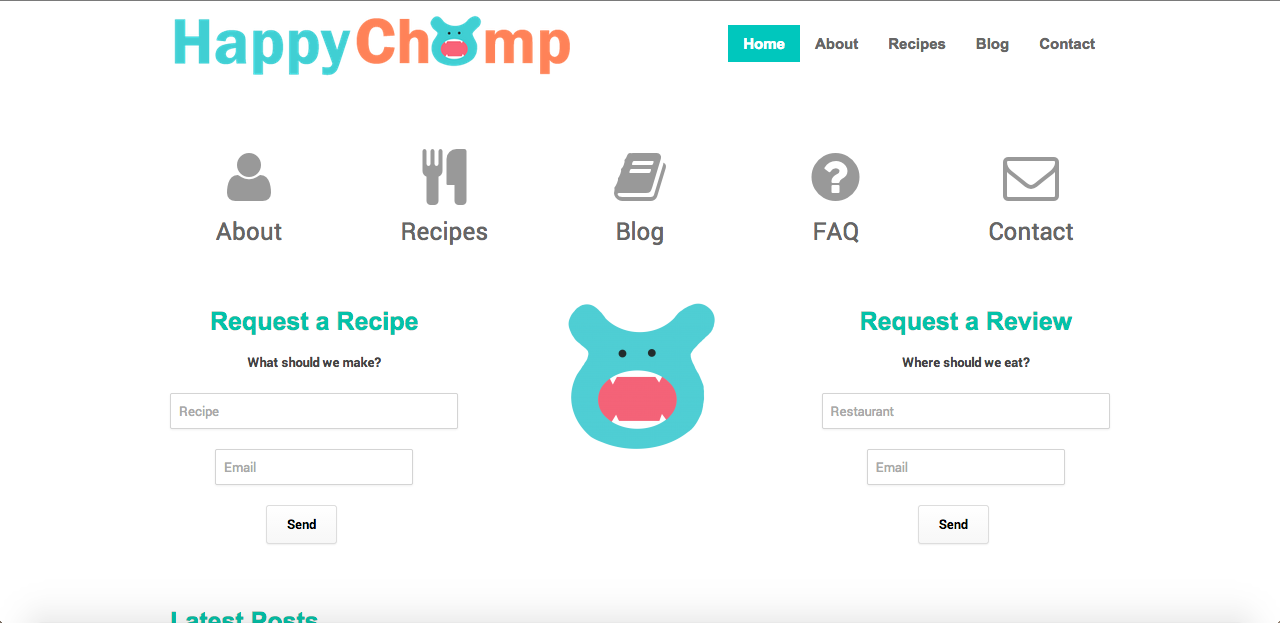 HappyChomp
Home About Recipes Blog Contact
About Recipes Blog FAQ Contact
Request a Recipe
What should we make?
Recipe
Email
Send
Request a Review
Where should we eat?
Restaurant
Email
Send
Latest Posts